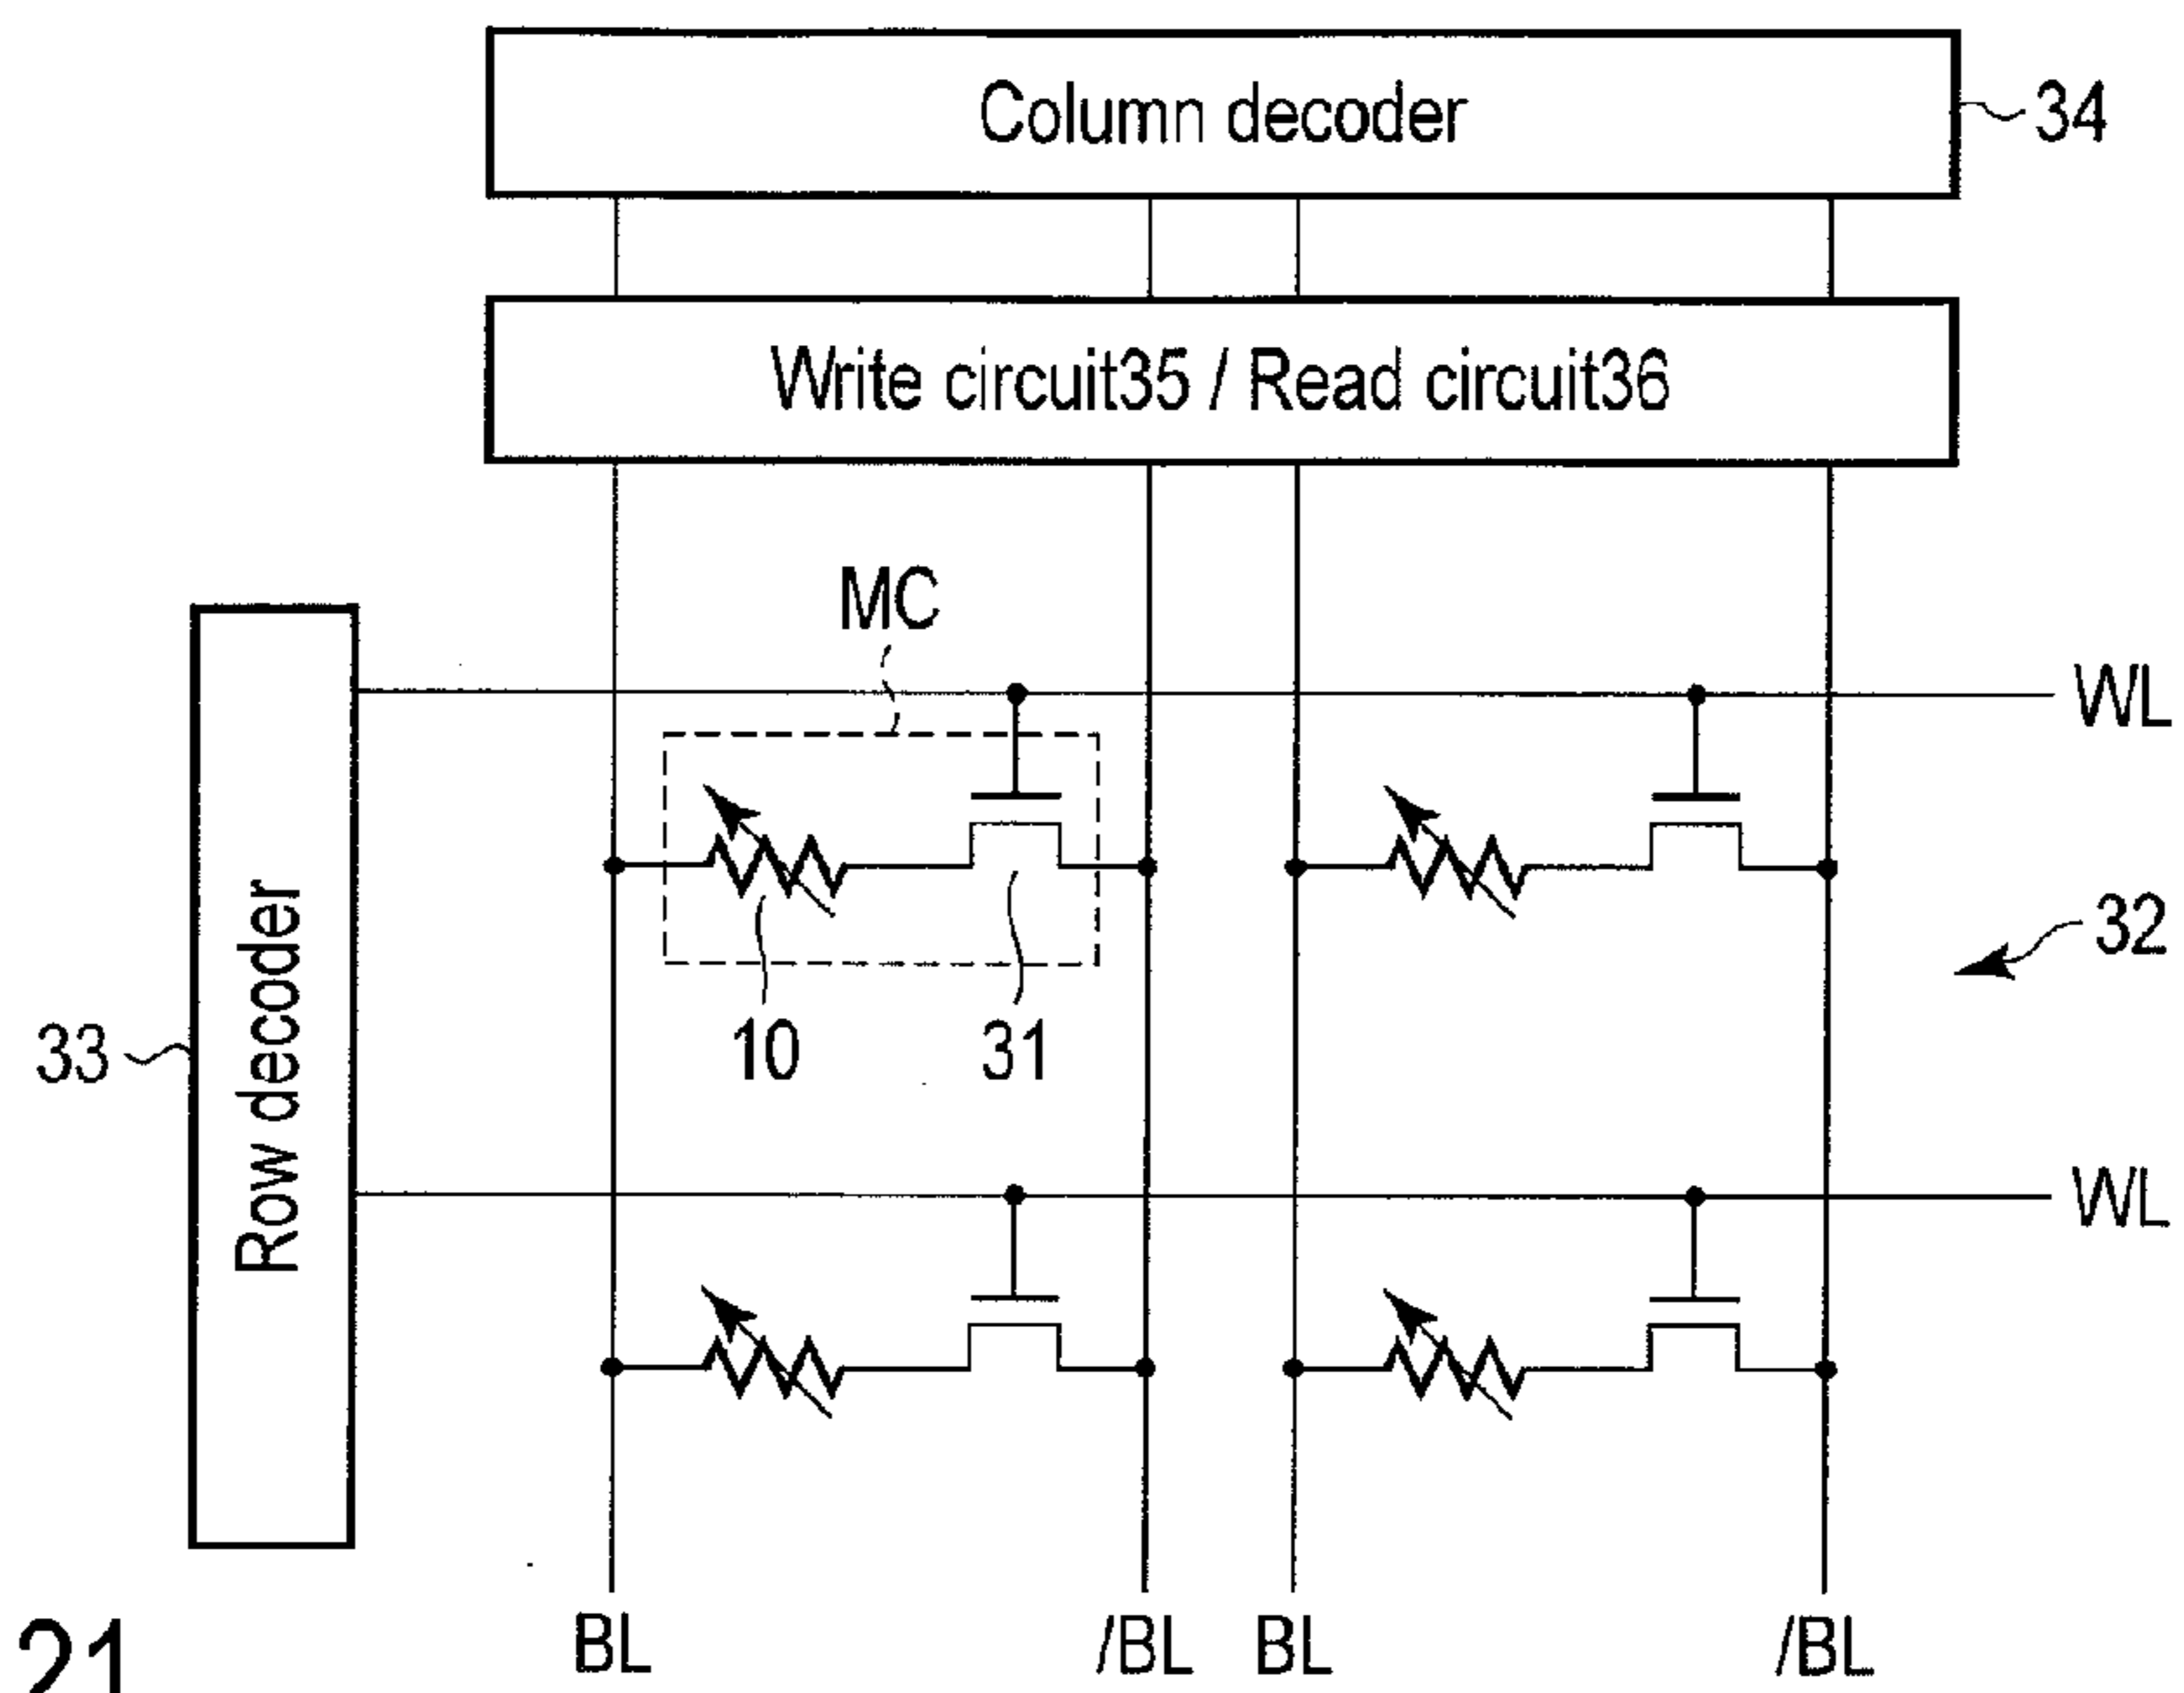 Column decoder
34
Write circuit35 / Read circuit36
MC
WL
10
31
32
33
Row decoder
WL
BL
/BL
BL
/BL
21